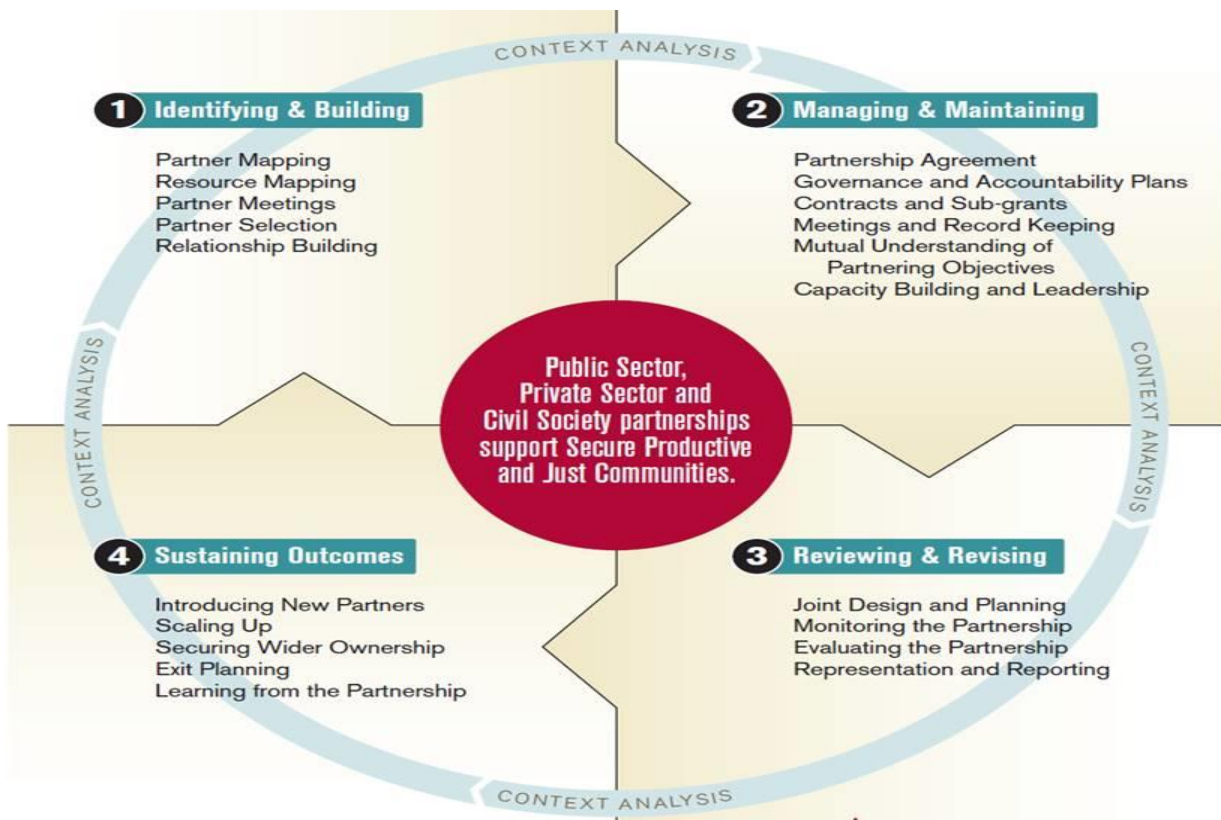 CONTEXT ANALYSIS
1 Identifying & Building
Partner Mapping
Resource Mapping
Partner Meetings
Partner Selection
Relationship Building
2 Managing & Maintaining
Partnership Agreement
Governance and Accountability Plans
Contracts and Sub-grants
Meetings and Record Keeping
Mutual Understanding of
Partnering Objectives
Capacity Building and Leadership
CONTEXT ANALYSIS
CONTEXT ANALYSIS
Public Sector,
Private Sector and
Civil Society partnerships
support Secure Productive
and Just Communities.
4 Sustaining Outcomes
Introducing New Partners
Scaling Up
Securing Wider Ownership
Exit Planning
Learning from the Partnership
3 Reviewing & Revising
Joint Design and Planning
Monitoring the Partnership
Evaluating the Partnership
Representation and Reporting
CONTEXT ANALYSIS